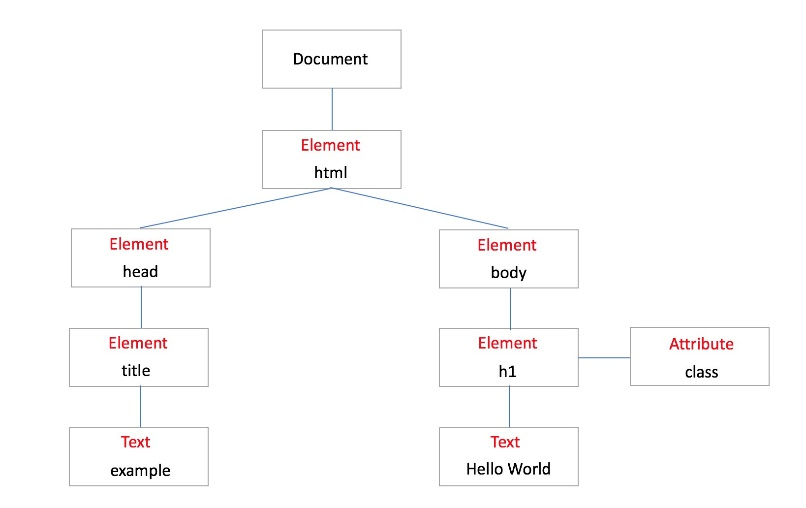 Document
Element
html
Element
head
Element
body
Element
title
Element
h1
Attribute
class
Text
example
Text
Hello World